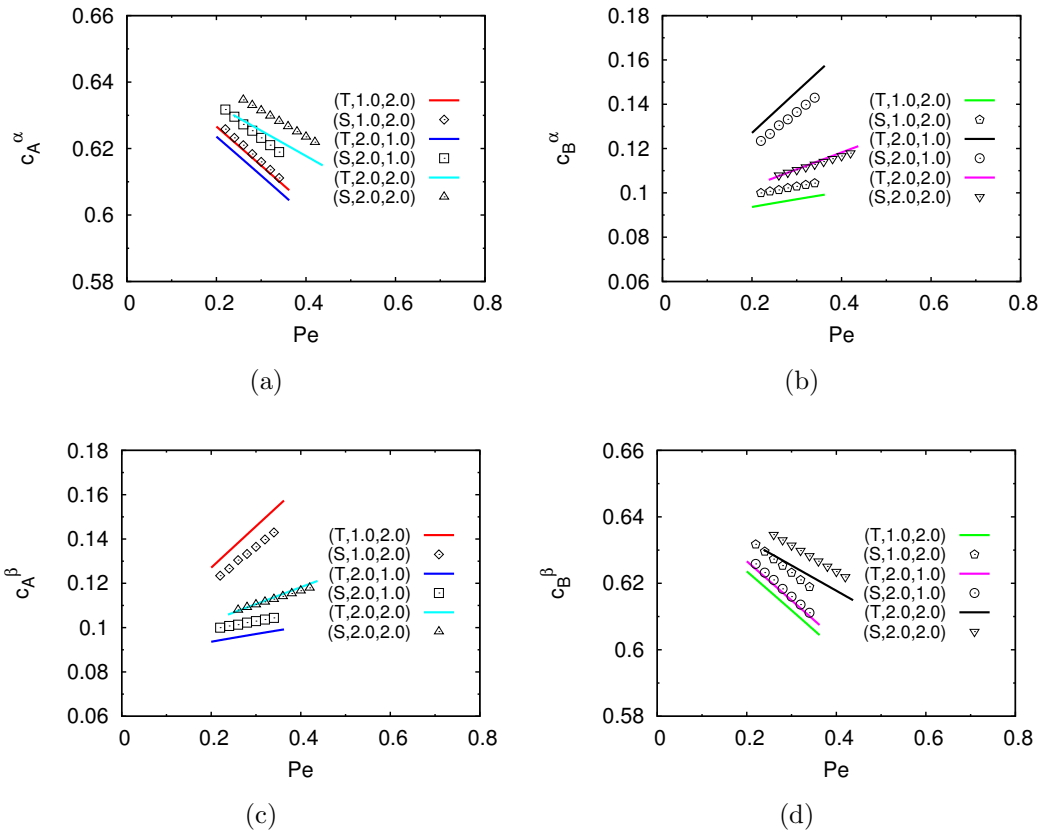 0.66
0.64
0.62
0.6
0.58
0 0.2 0.4 0.6 0.8
c_A^α
Pe
(T,1.0,2.0)
(S,1.0,2.0)
(T,2.0,1.0)
(S,2.0,1.0)
(T,2.0,2.0)
(S,2.0,2.0)
(a)
0.18
0.16
0.14
0.12
0.1
0.08
0.06
0 0.2 0.4 0.6 0.8
c_B^α
Pe
(T,1.0,2.0)
(S,1.0,2.0)
(T,2.0,1.0)
(S,2.0,1.0)
(T,2.0,2.0)
(S,2.0,2.0)
(b)
0.18
0.16
0.14
0.12
0.1
0.08
0.06
0 0.2 0.4 0.6 0.8
c_A^β
Pe
(T,1.0,2.0)
(S,1.0,2.0)
(T,2.0,1.0)
(S,2.0,1.0)
(T,2.0,2.0)
(S,2.0,2.0)
(c)
0.66
0.64
0.62
0.6
0.58
0 0.2 0.4 0.6 0.8
c_B^β
Pe
(T,1.0,2.0)
(S,1.0,2.0)
(T,2.0,1.0)
(S,2.0,1.0)
(T,2.0,2.0)
(S,2.0,2.0)
(d)